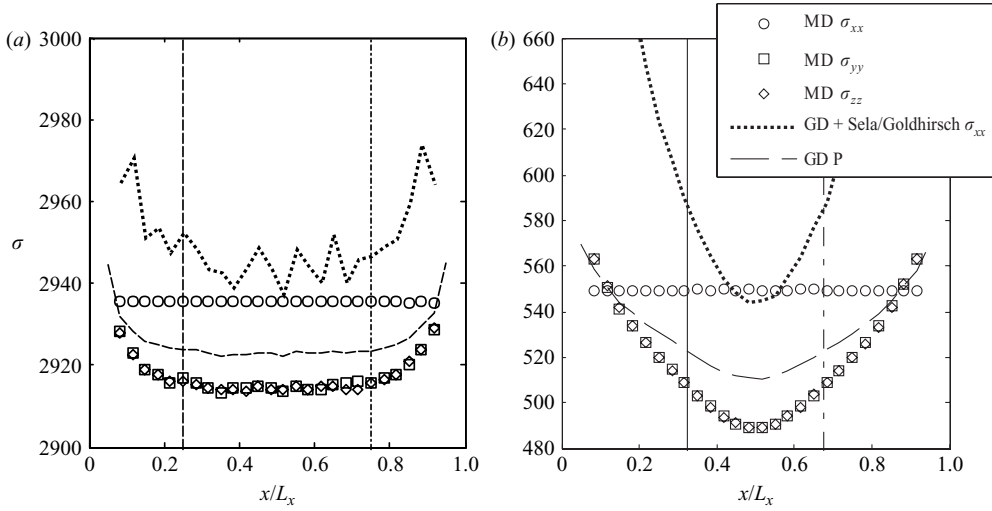 (a)
3000
2980
2960
σ
2940
2920
2900
0
0.2
0.4
0.6
0.8
1.0
x/Lx
(b)
660
640
620
600
580
560
540
520
500
480
0
0.2
0.4
0.6
0.8
1.0
x/Lx
MD σxx
MD σyy
MD σzz
GD + Sela/Goldhirsch σxx
GD P